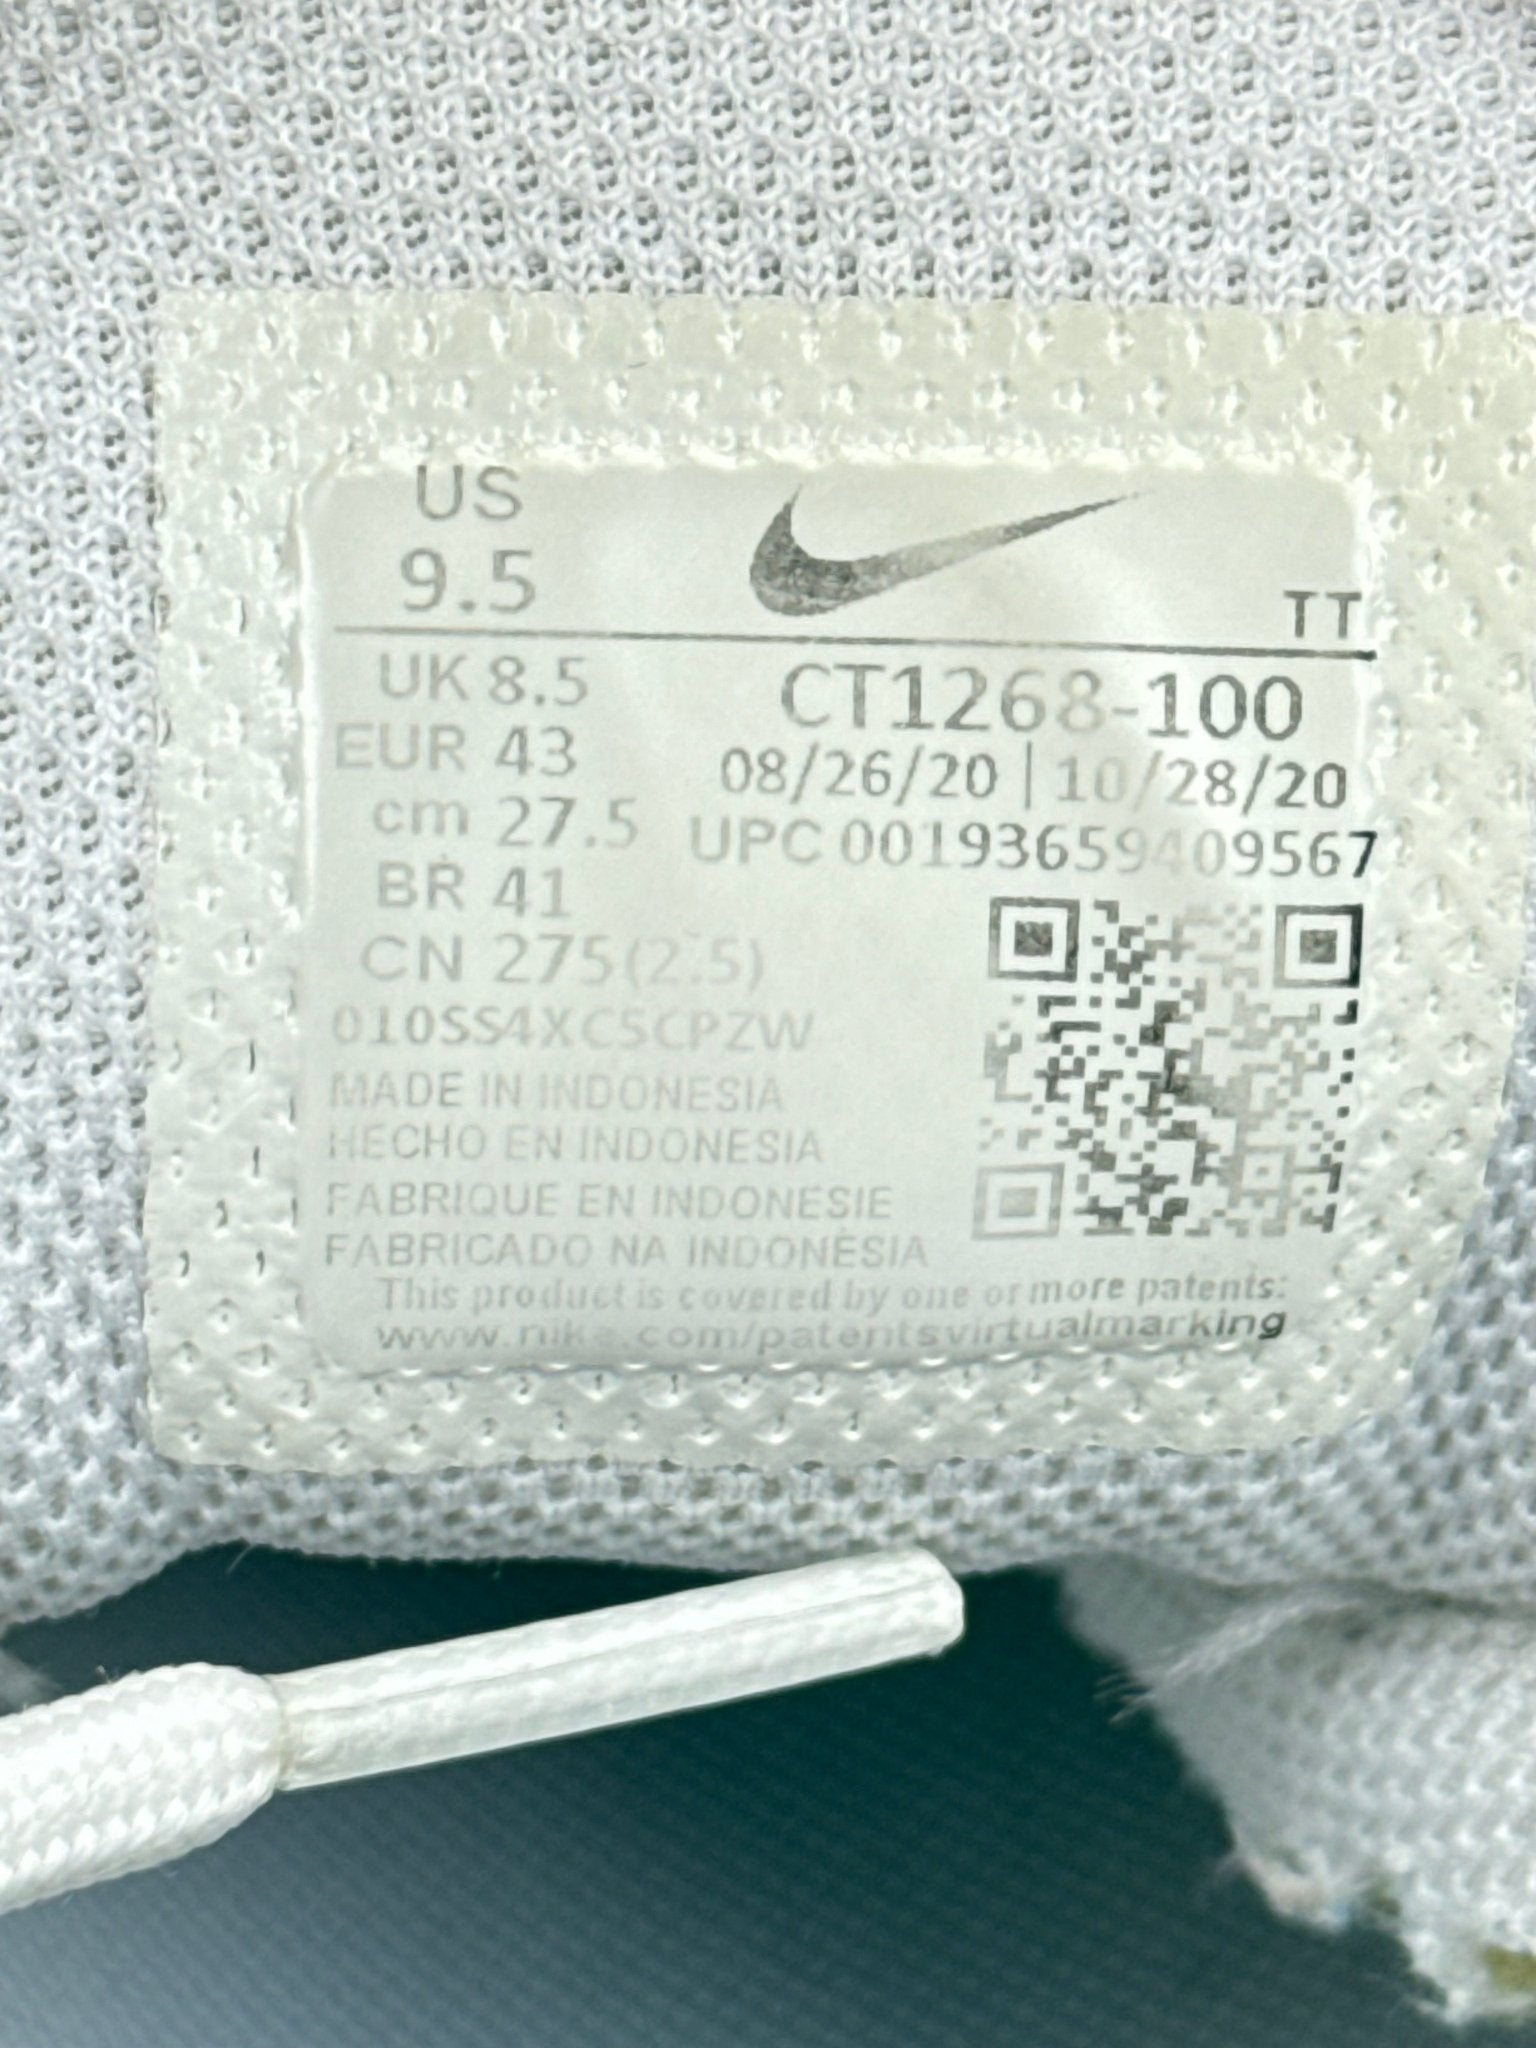 US
9.5
TT
UK 8.5
EUR 43
cm 27.5
BR 41
CN 275(2.5)
CT1268-100
08/26/20 | 10/28/20
UPC 00193659409567
010SS4XC5CPZW
MADE IN INDONESIA
HECHO EN INDONESIA
FABRIQUE EN INDONESIE
FABRICADO NA INDONÉSIA
This product is covered by one or more patents:
www.nike.com/patentsvirtualmarking